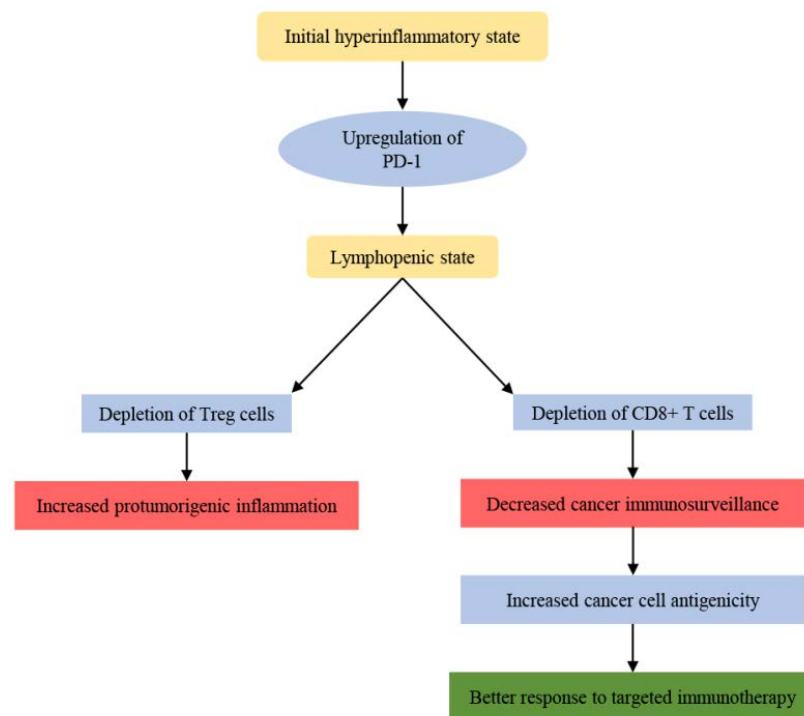 Initial hyperinflammatory state
Upregulation of
PD-1
Lymphopenic state
Depletion of Treg cells
Depletion of CD8+ T cells
Increased protumorigenic inflammation
Decreased cancer immunosurveillance
Increased cancer cell antigenicity
Better response to targeted immunotherapy